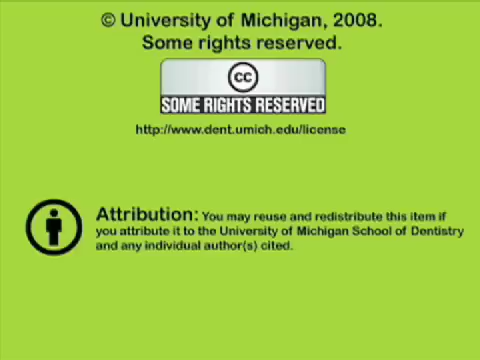 © University of Michigan, 2008.
Some rights reserved.
cc
SOME RIGHTS RESERVED
http://www.dent.umich.edu/license
Attribution: You may reuse and redistribute this item if
you attribute it to the University of Michigan School of Dentistry
and any individual author(s) cited.